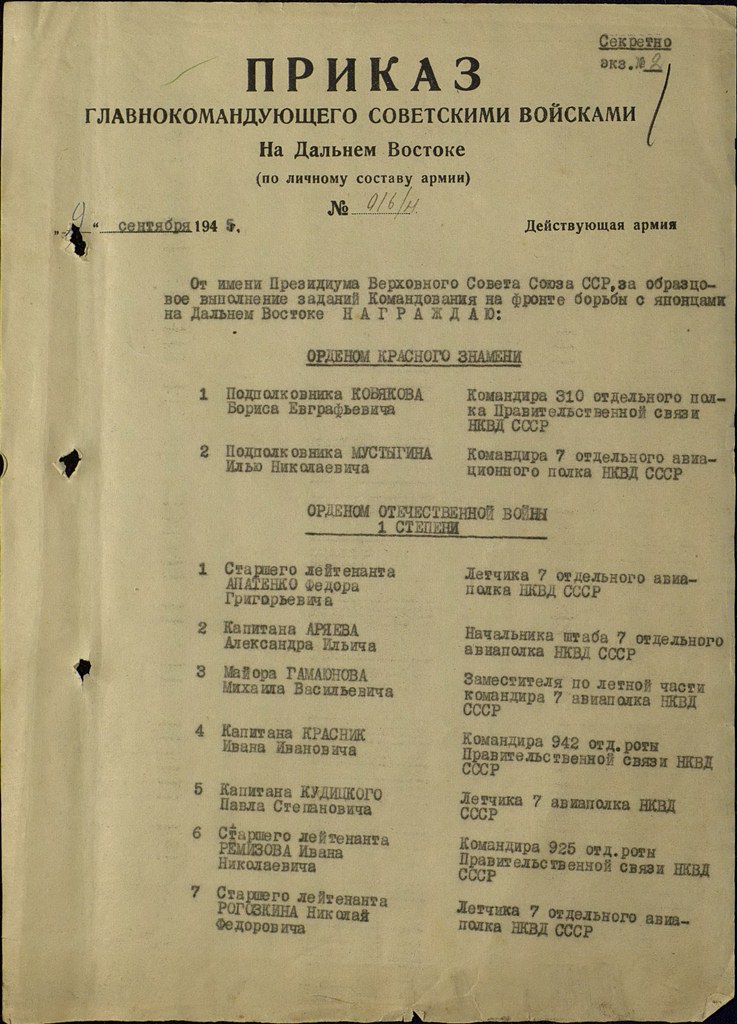 Секретно
экз.№ 2
ПРИКАЗ
ГЛАВНОКОМАНДУЮЩЕГО СОВЕТСКИМИ ВОЙСКАМИ
На Дальнем Востоке
(по личному составу армии)
№ 016/н.
„ 9 “ сентября 1945г. Действующая армия
От имени Президиума Верховного Совета Союза ССР,за образцо-
вое выполнение заданий Командования на фронте борьбы с японцами
на Дальнем Востоке Н А Г Р А Ж Д А Ю:
ОРДЕНОМ КРАСНОГО ЗНАМЕНИ
1 Подполковника КОВЯКОВА Командира 310 отдельного пол-
Бориса Евграфьевича ка Правительственной связи
НКВД СССР
2 Подполковника МУСТЫГИНА Командира 7 отдельного авиа-
Илью Николаевича ционного полка НКВД СССР
ОРДЕНОМ ОТЕЧЕСТВЕННОЙ ВОЙНЫ
1 СТЕПЕНИ
1 Старшего лейтенанта Летчика 7 отдельного авиа-
АПАТЕНКО Федора полка НКВД СССР
Григорьевича
2 Капитана АРЯЕВА Начальника штаба 7 отдельного
Александра Ильича авиаполка НКВД СССР
3 Майора ГАМАЮНОВА Заместителя по летной части
Михаила Васильевича командира 7 авиаполка НКВД
СССР
4 Капитана КРАСНИК Командира 942 отд.роты
Ивана Ивановича Правительственной связи НКВД
СССР
5 Капитана КУДИЦКОГО Летчика 7 авиаполка НКВД
Павла Степановича СССР
6 Старшего лейтенанта Командира 925 отд.роты
РЕМИЗОВА Ивана Правительственной связи НКВД
Николаевича СССР
7 Старшего лейтенанта Летчика 7 отдельного авиа-
РОГОЗКИНА Николай полка НКВД СССР
Федоровича